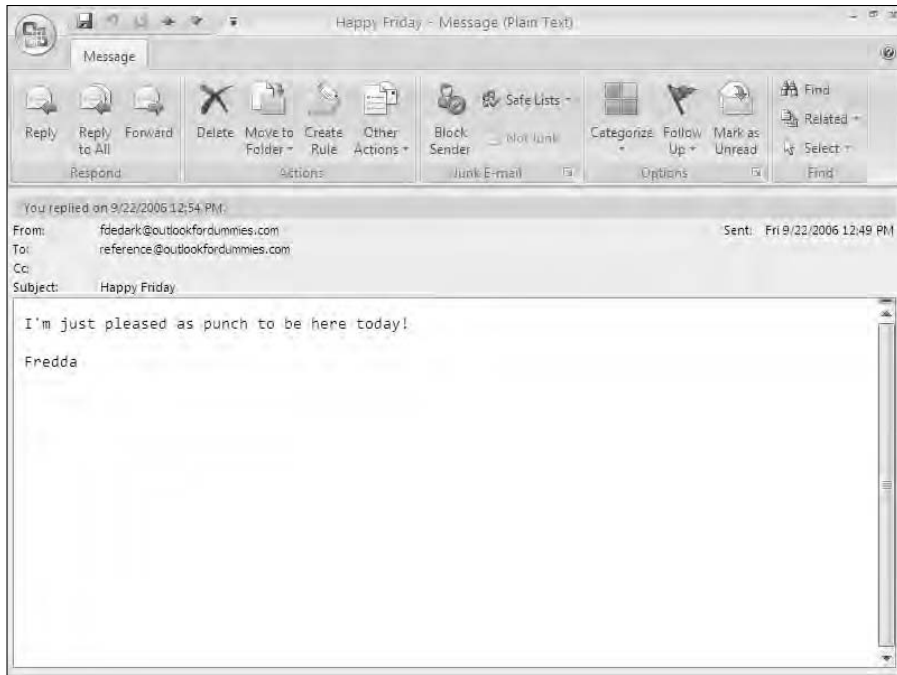 Happy Friday - Message (Plain Text)
Message
Reply
Reply to All
Forward
Respond
Delete
Move to Folder
Create Rule
Other Actions
Actions
Block Sender
Safe Lists
Not Junk
Junk E-mail
Categorize
Follow Up
Mark as Unread
Options
Find
Related
Select
Find
You replied on 9/22/2006 12:54 PM.
From: fdedark@outlookfordummies.com Sent: Fri 9/22/2006 12:49 PM
To: reference@outlookfordummies.com
Cc:
Subject: Happy Friday
I'm just pleased as punch to be here today!
Fredda